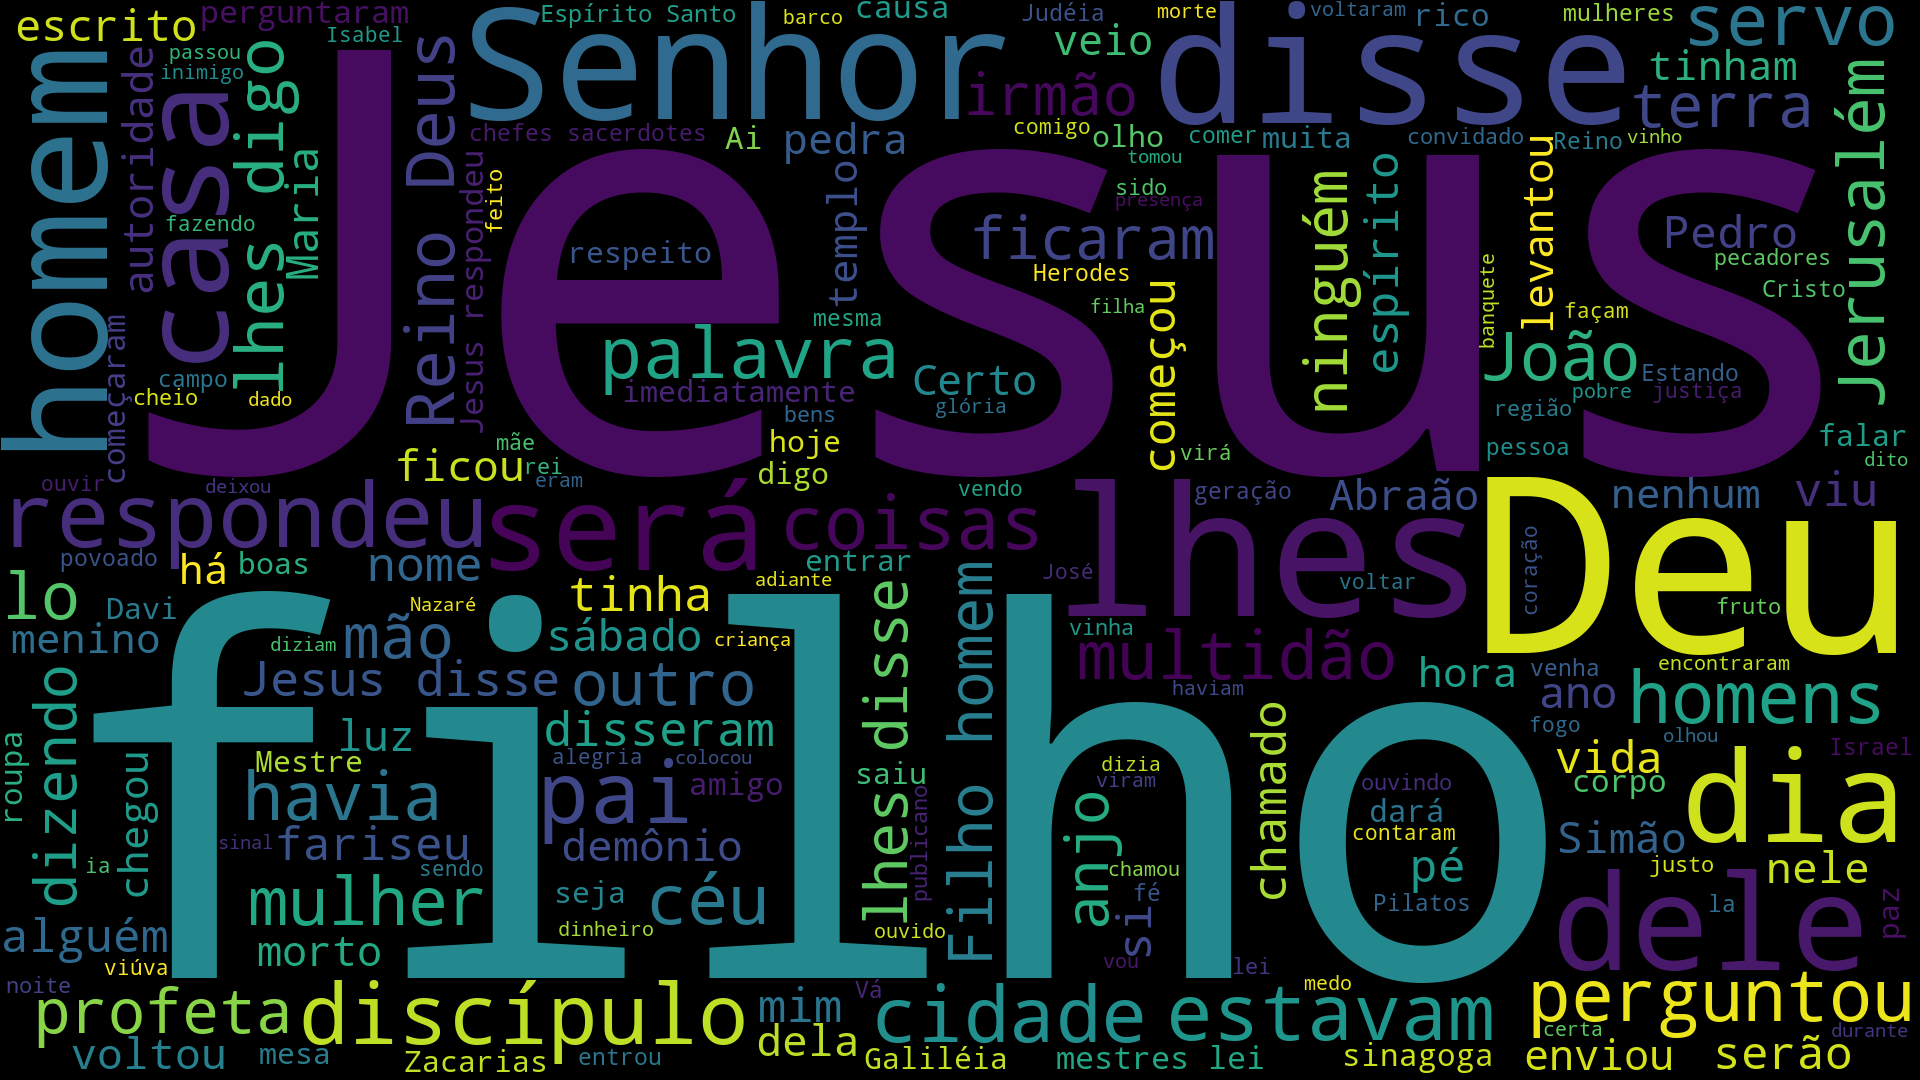 escrito
perguntaram
Isabel
passou
inimigo
homem
autoridade
casa
lhes digo
Maria
fazendo
começaram
campo
cheio
dado
Reino Deus
Jesus respondeu
feito
Jesus
Senhor
Espírito Santo
barco
causa
Judéia
morte
voltaram
rico
mulheres
servo
veio
disse
tinham
irmão
terra
Jerusalém
chefes sacerdotes
Ai
pedra
comigo
olho
comer
muita
convidado
Reino
vinho
tomou
sido
presença
templo
respeito
ficaram
Herodes
filha
mesma
ninguém
espírito
começou
levantou
banquete
Pedro
pecadores
Cristo
façam
palavra
imediatamente
Certo
glória
bens
João
Estando
pobre
justiça
região
pessoa
falar
dito
ficou
mãe
rei
eram
hoje
digo
virá
ouvir
deixou
respondeu
será
coisas
vendo
lhes
geração
Abraão
nenhum
viu
Deu
coração
povoado
há
boas
nome
entrar
José
voltar
fruto
lo
Davi
menino
Nazaré
diziam
mão
tinha
adiante
sábado
criança
vinha
multidão
haviam
hora
venha
encontraram
ano
homens
filho
Jesus disse
outro
lhes disse
Filho homem
dizendo
roupa
chegou
luz
disseram
Mestre
alegria
colocou
havia
pai
amigo
saiu
dizia
viram
chamado
ouvindo
dará
contaram
fogo
olhou
Israel
vida
corpo
dia
sinal
fariseu
demônio
sendo
publicano
anjo
chamou
fé
si
pé
Pilatos
Simão
justo
nele
ia
mulher
seja
céu
dinheiro
ouvido
la
paz
dele
alguém
viúva
morto
vou
lei
noite
profeta
discípulo
mim
Vá
dela
cidade
estavam
medo
perguntou
certa
durante
voltou
mesa
Zacarias
entrou
Galiléia
mestres lei
sinagoga
enviou
serão